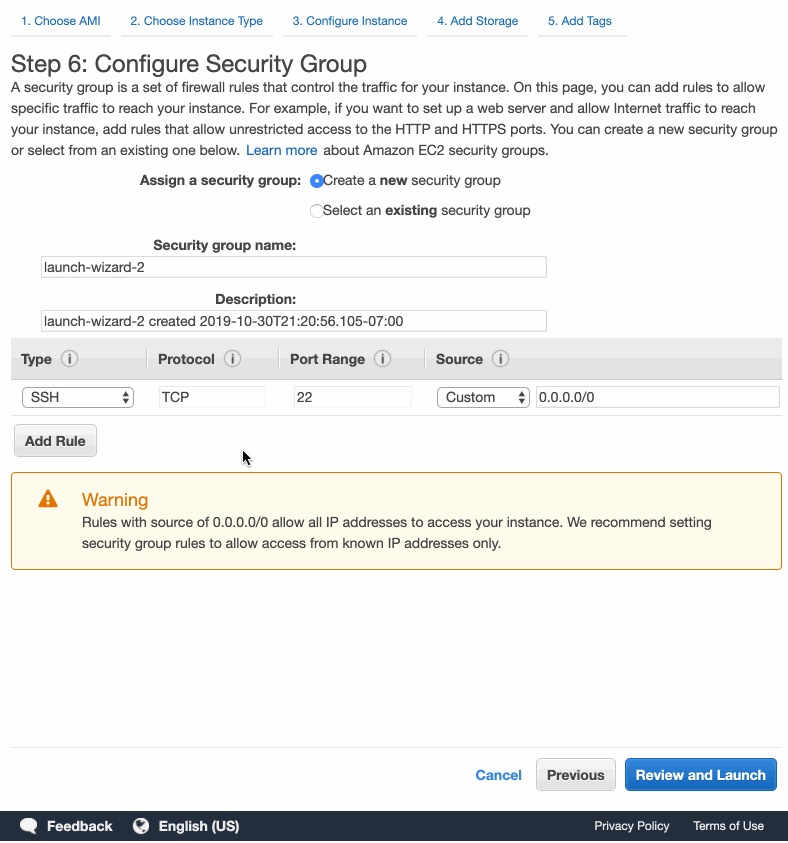 1. Choose AMI 2. Choose Instance Type 3. Configure Instance 4. Add Storage 5. Add Tags
Step 6: Configure Security Group
A security group is a set of firewall rules that control the traffic for your instance. On this page, you can add rules to allow
specific traffic to reach your instance. For example, if you want to set up a web server and allow Internet traffic to reach
your instance, add rules that allow unrestricted access to the HTTP and HTTPS ports. You can create a new security group
or select from an existing one below. Learn more about Amazon EC2 security groups.
Assign a security group: Create a new security group
Select an existing security group
Security group name:
launch-wizard-2
Description:
launch-wizard-2 created 2019-10-30T21:20:56.105-07:00
Type i Protocol i Port Range i Source i
SSH TCP 22 Custom 0.0.0.0/0
Add Rule
Warning
Rules with source of 0.0.0.0/0 allow all IP addresses to access your instance. We recommend setting
security group rules to allow access from known IP addresses only.
Cancel Previous Review and Launch
Feedback English (US) Privacy Policy Terms of Use